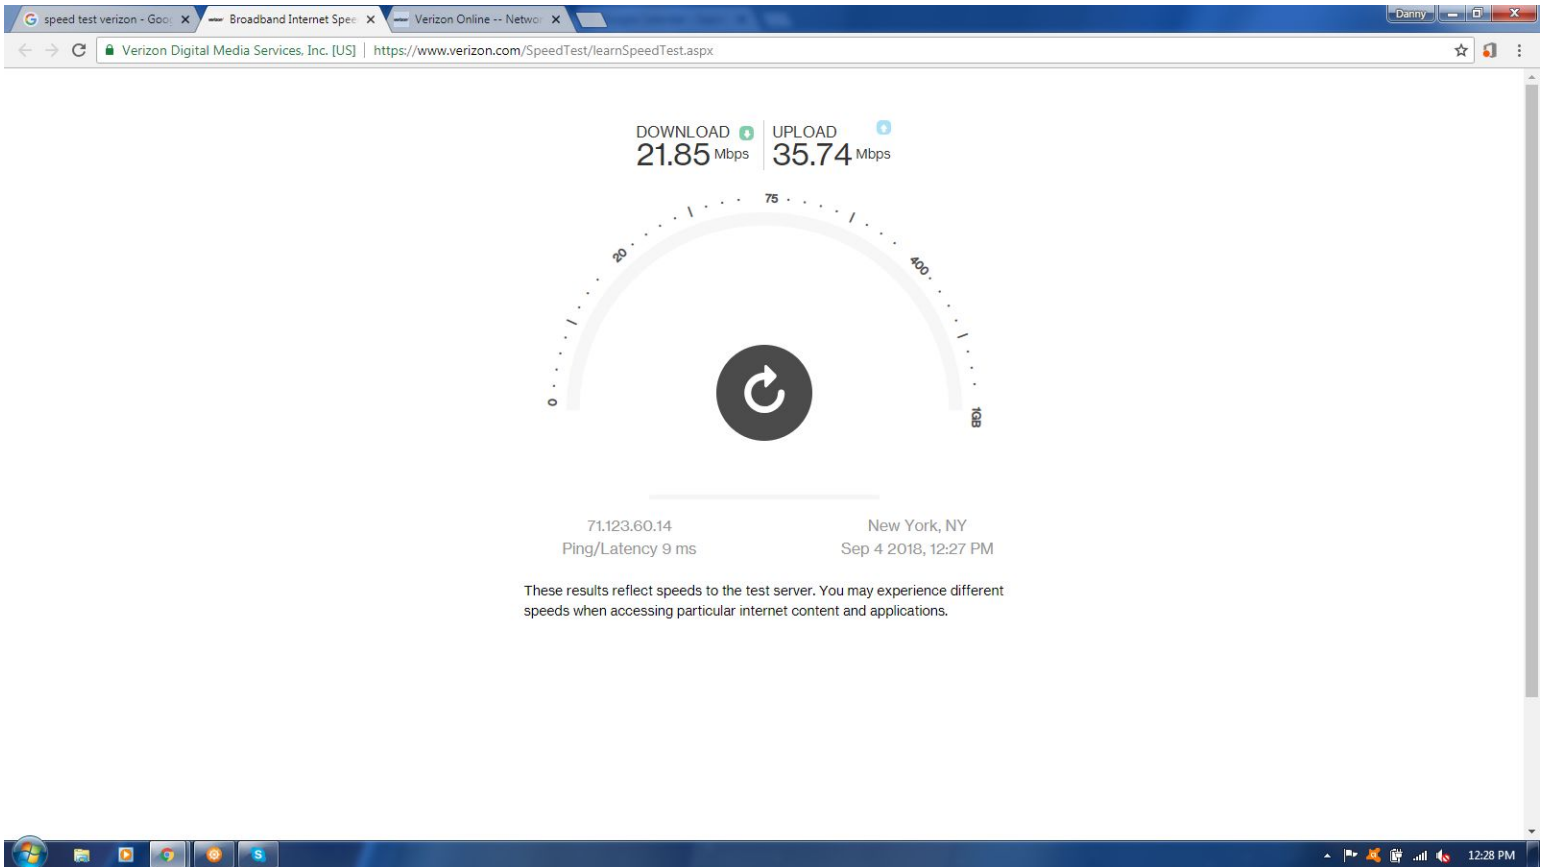 speed test verizon - Goog
Broadband Internet Spee
Verizon Online -- Networ
Danny
Verizon Digital Media Services, Inc. [US] | https://www.verizon.com/SpeedTest/learnSpeedTest.aspx
DOWNLOAD UPLOAD
21.85 Mbps 35.74 Mbps
0 20 75 400 1GB
71.123.60.14 New York, NY
Ping/Latency 9 ms Sep 4 2018, 12:27 PM
These results reflect speeds to the test server. You may experience different
speeds when accessing particular internet content and applications.
12:28 PM